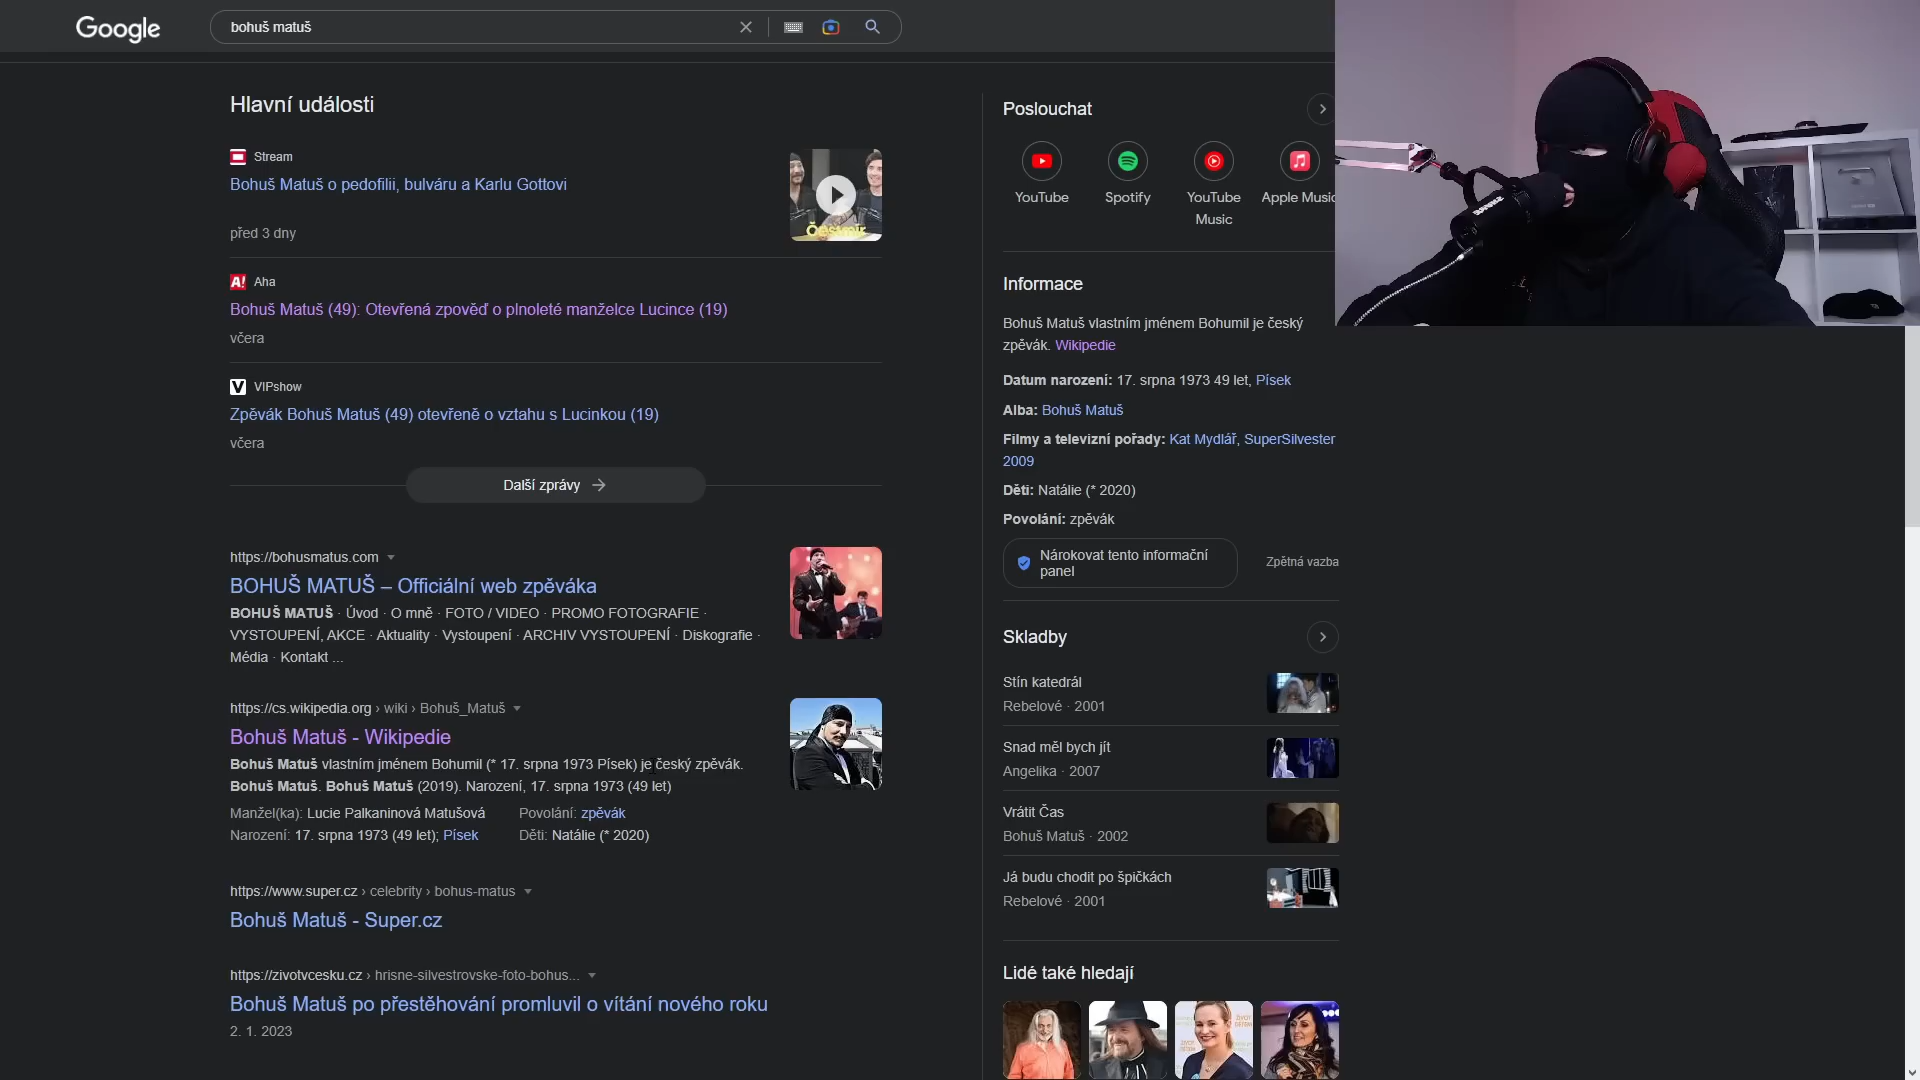 Google
bohuš matuš
Hlavní události
Stream
Bohuš Matuš o pedofilii, bulváru a Karlu Gottovi
před 3 dny
A! Aha
Bohuš Matuš (49): Otevřená zpověď o plnoleté manželce Lucince (19)
včera
V VIPshow
Zpěvák Bohuš Matuš (49) otevřeně o vztahu s Lucinkou (19)
včera
Další zprávy
https://bohusmatus.com
BOHUŠ MATUŠ – Officiální web zpěváka
BOHUŠ MATUŠ · Úvod · O mně · FOTO / VIDEO · PROMO FOTOGRAFIE ·
VYSTOUPENÍ, AKCE · Aktuality · Vystoupení · ARCHIV VYSTOUPENÍ · Diskografie ·
Média · Kontakt ...
https://cs.wikipedia.org › wiki › Bohuš_Matuš
Bohuš Matuš - Wikipedie
Bohuš Matuš vlastním jménem Bohumil (* 17. srpna 1973 Písek) je český zpěvák.
Bohuš Matuš. Bohuš Matuš (2019). Narození, 17. srpna 1973 (49 let)
Manžel(ka): Lucie Palkaninová Matušová Povolání: zpěvák
Narození: 17. srpna 1973 (49 let); Písek Děti: Natálie (* 2020)
https://www.super.cz › celebrity › bohus-matus
Bohuš Matuš - Super.cz
https://zivotvcesku.cz › hrisne-silvestrovske-foto-bohus...
Bohuš Matuš po přestěhování promluvil o vítání nového roku
2. 1. 2023
Poslouchat
YouTube
Spotify
YouTube
Music
Apple Music
Informace
Bohuš Matuš vlastním jménem Bohumil je český
zpěvák. Wikipedie
Datum narození: 17. srpna 1973 49 let, Písek
Alba: Bohuš Matuš
Filmy a televizní pořady: Kat Mydlář, SuperSilvester
2009
Děti: Natálie (* 2020)
Povolání: zpěvák
Nárokovat tento informační
panel
Zpětná vazba
Skladby
Stín katedrál
Rebelové · 2001
Snad měl bych jít
Angelika · 2007
Vrátit Čas
Bohuš Matuš · 2002
Já budu chodit po špičkách
Rebelové · 2001
Lidé také hledají